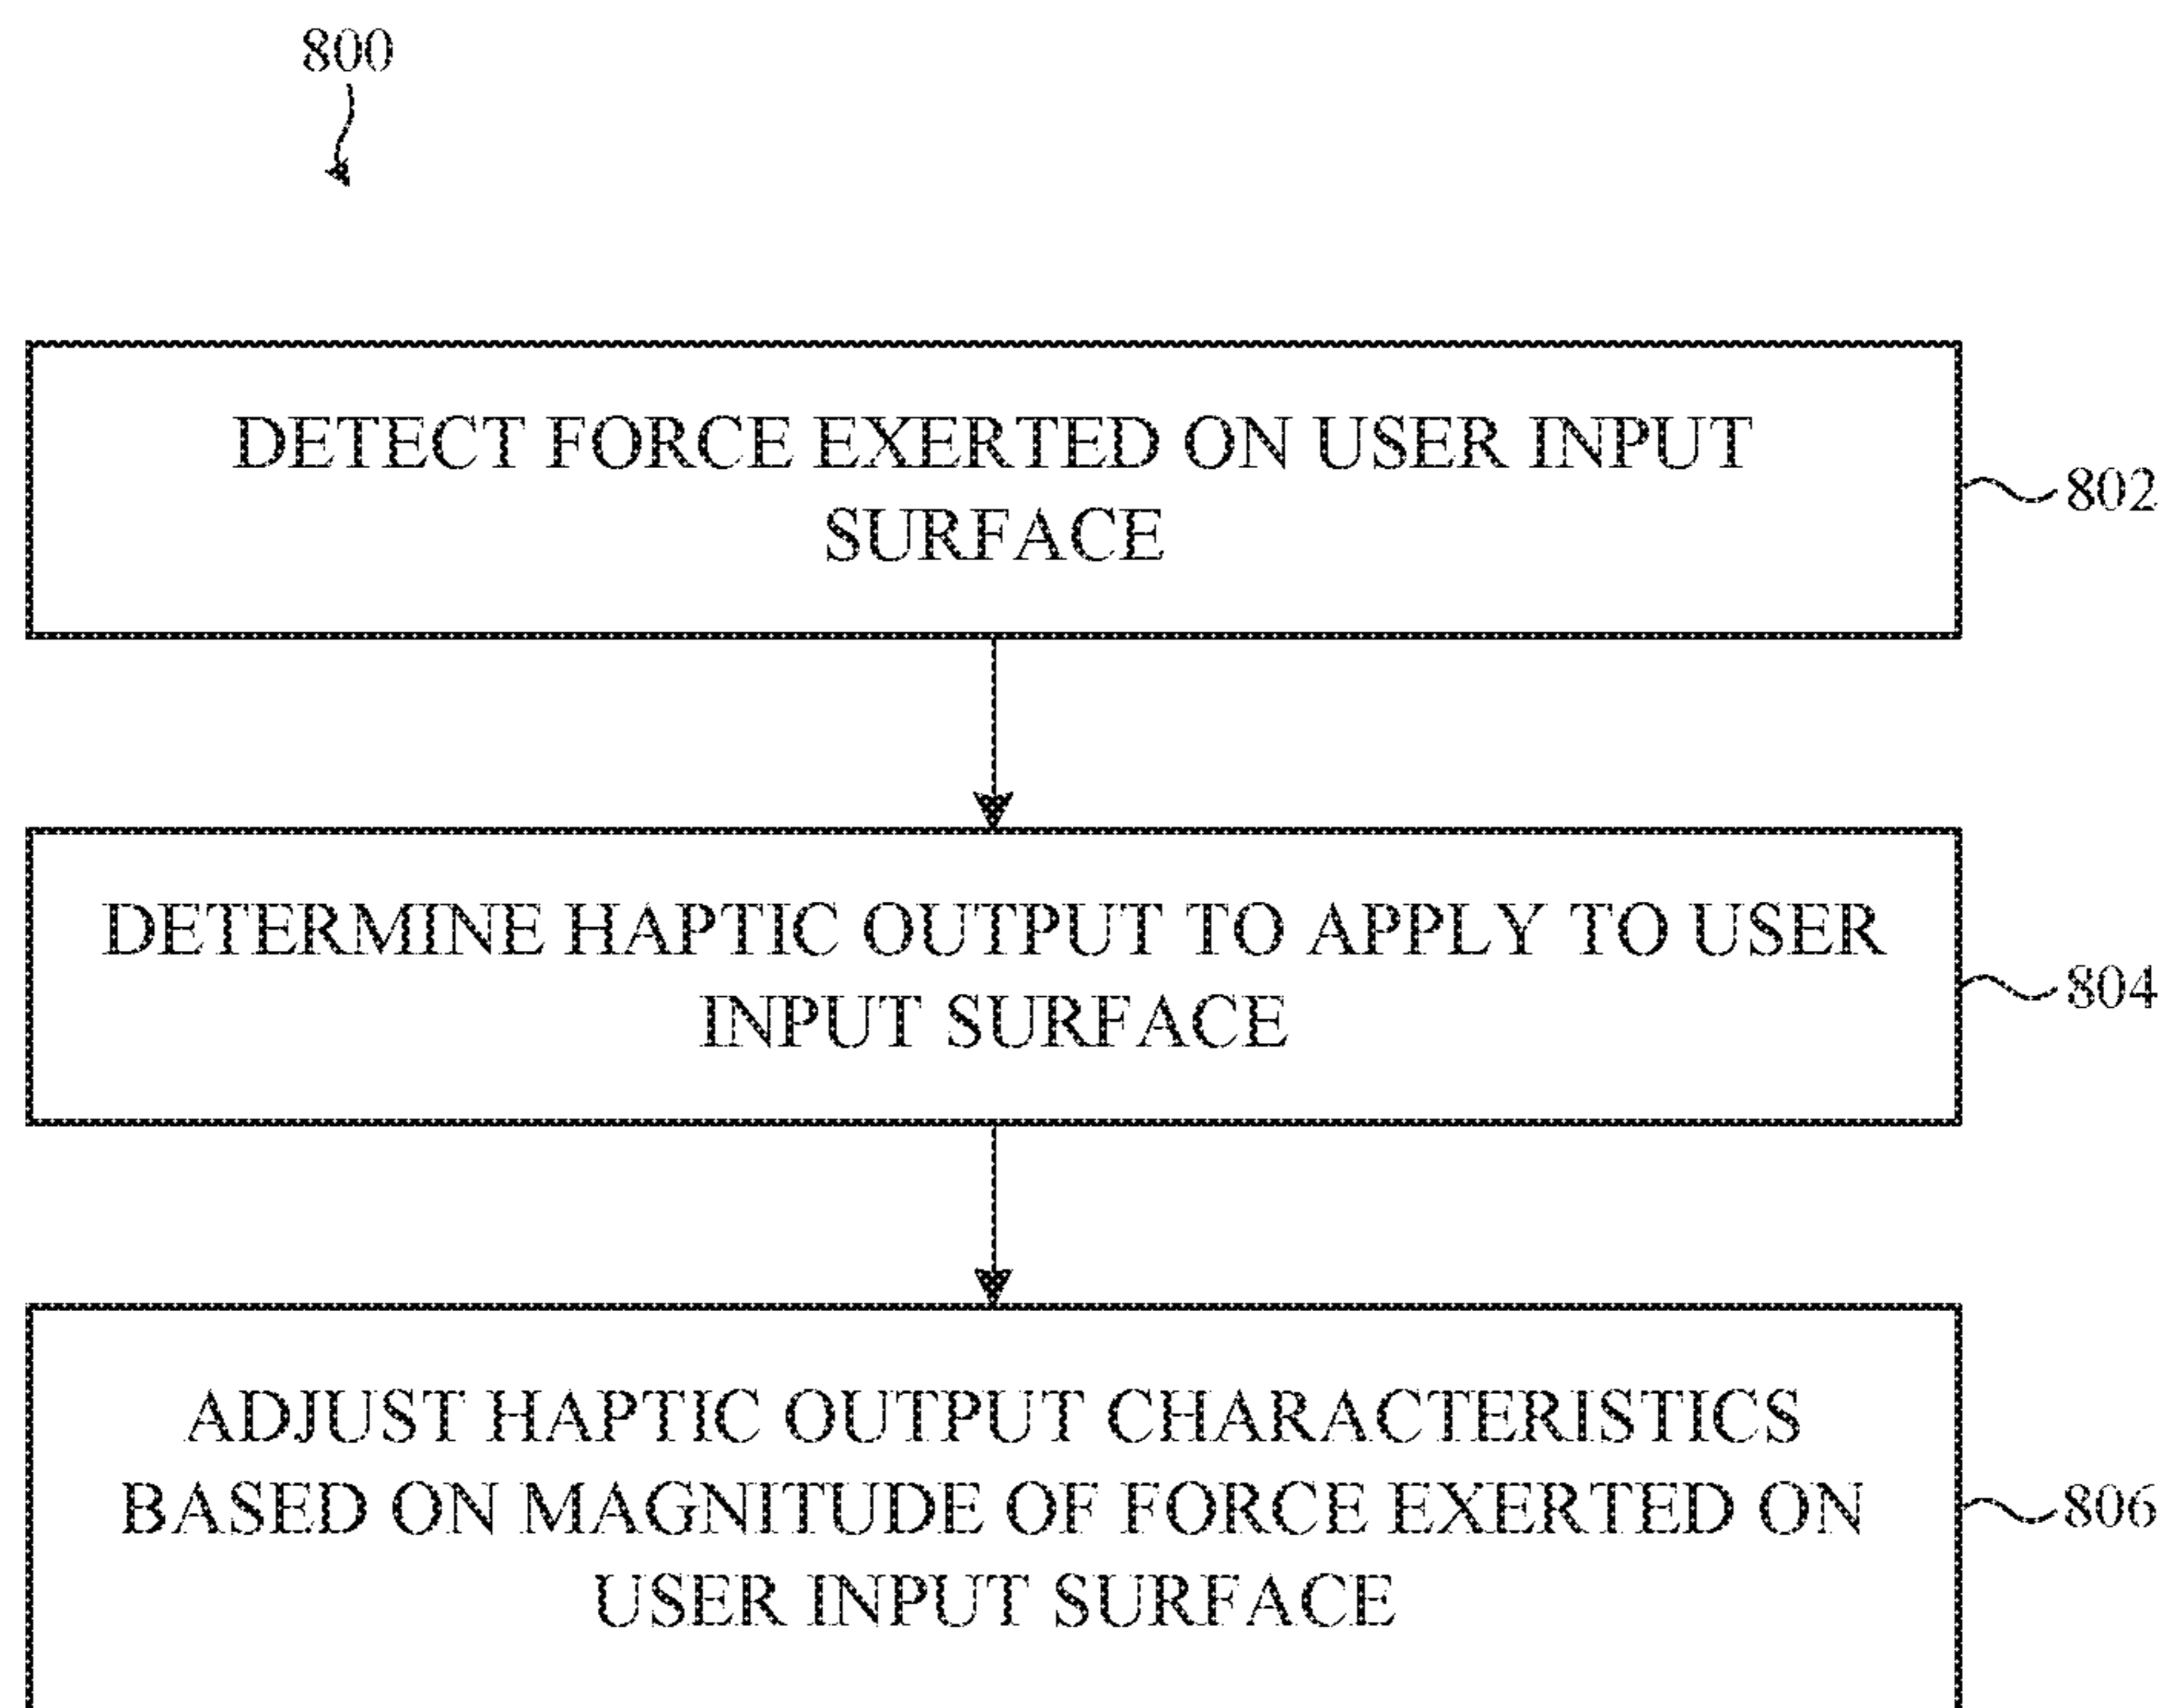 800
DETECT FORCE EXERTED ON USER INPUT
SURFACE
802
DETERMINE HAPTIC OUTPUT TO APPLY TO USER
INPUT SURFACE
804
ADJUST HAPTIC OUTPUT CHARACTERISTICS
BASED ON MAGNITUDE OF FORCE EXERTED ON
USER INPUT SURFACE
806